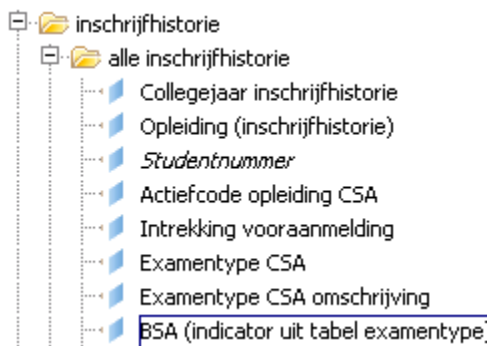 inschrijfhistorie
alle inschrijfhistorie
Collegejaar inschrijfhistorie
Opleiding (inschrijfhistorie)
Studentnummer
Actiefcode opleiding CSA
Intrekking vooraanmelding
Examentype CSA
Examentype CSA omschrijving
BSA (indicator uit tabel examentype)